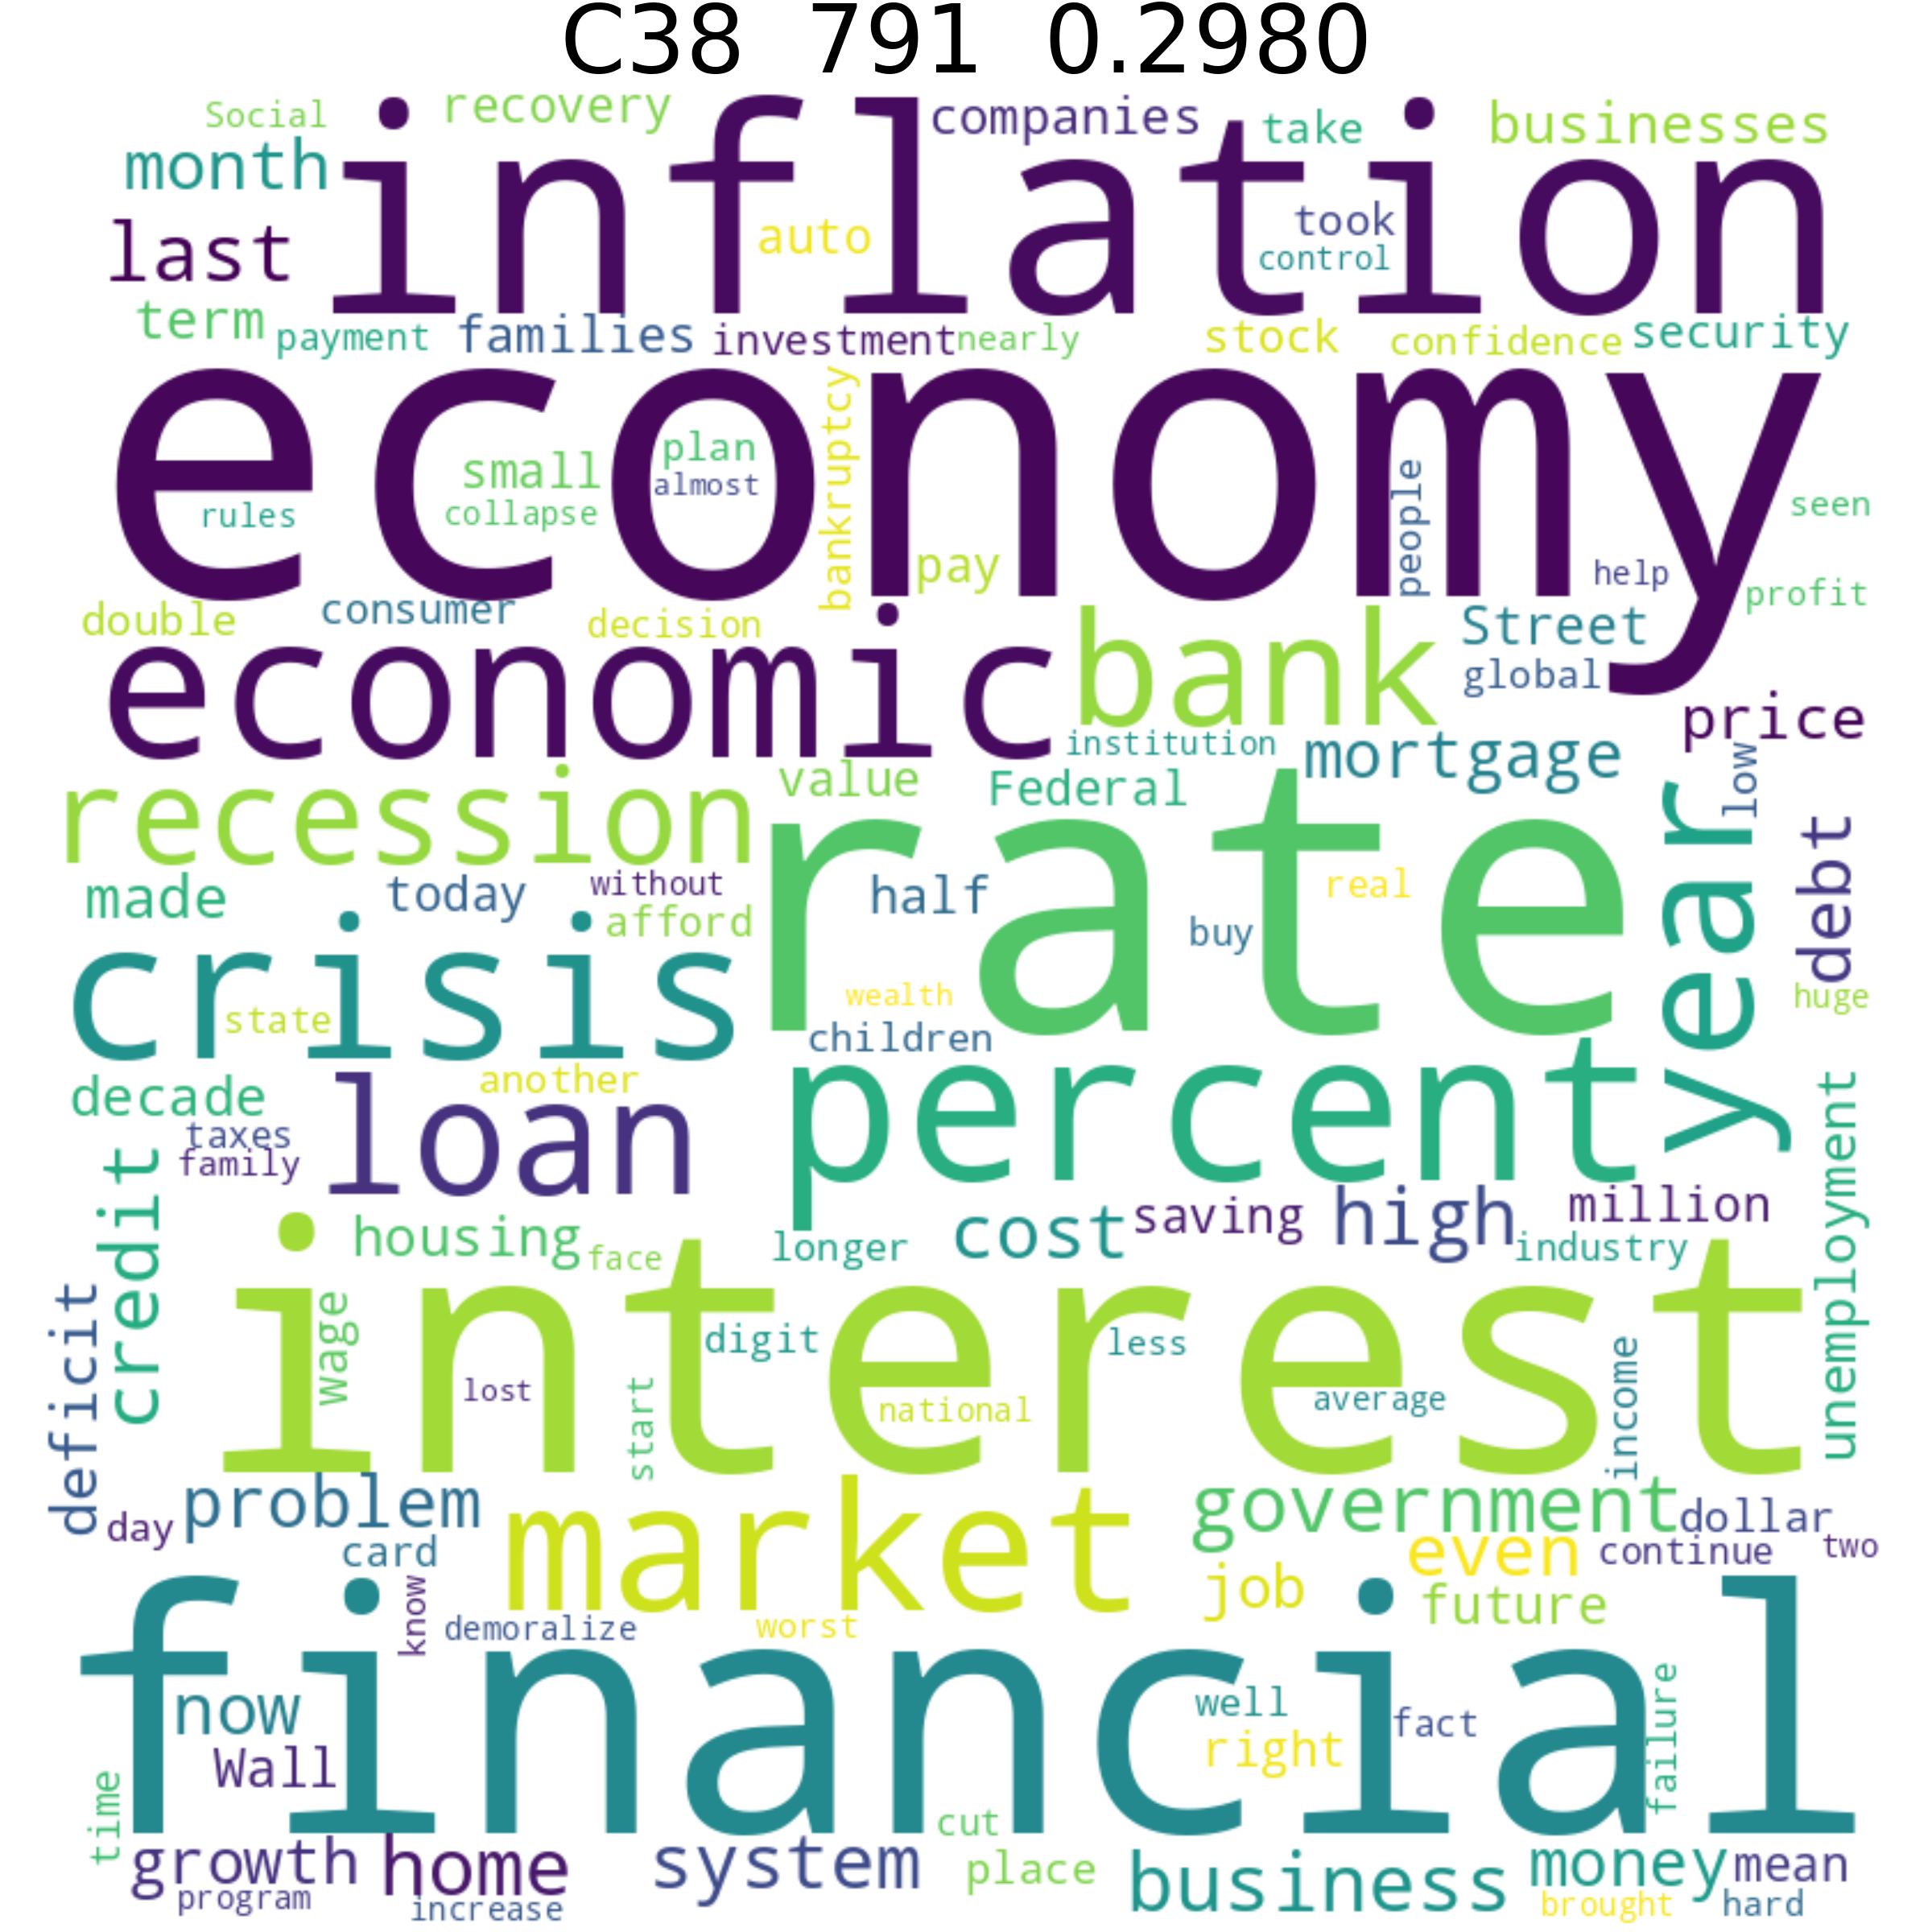 C38 791 0.2980
Social recovery companies take businesses
month inflation
last auto took
control
term payment families investment nearly stock confidence security
economy
bankruptcy
plan
small almost
rules collapse people seen
pay help profit
double consumer decision bank Street
economic global
price
institution mortgage low
recession value Federal
rate year debt
made today without half real
afford buy
crisis wealth huge
state children
decade another percent
taxes loan unemployment
family
credit saving high million
housing face longer cost industry
interest
deficit wage digit less income
lost start national average
problem market government dollar
day card even continue two
know job future
demoralize worst
financial
now well fact failure
Wall right
time cut
growth home system place business money mean
program increase brought hard